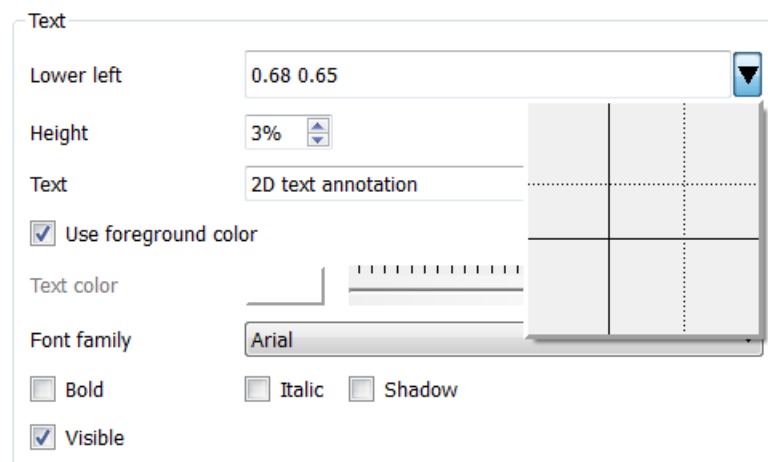 Text
Lower left 0.68 0.65
Height 3%
Text 2D text annotation
Use foreground color
Text color
Font family Arial
Bold Italic Shadow
Visible